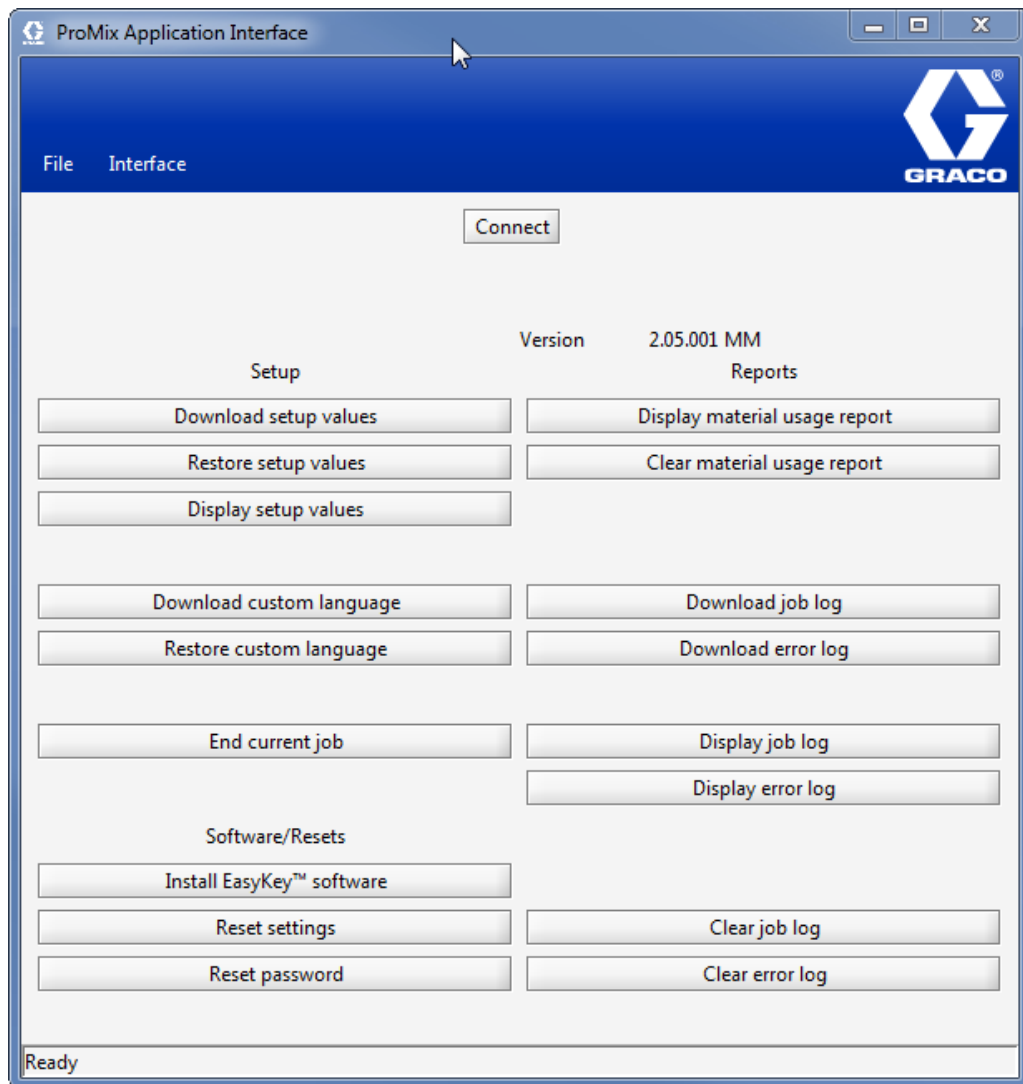 ProMix Application Interface
®
GRACO
File Interface
Connect
Version 2.05.001 MM
Setup Reports
Download setup values Display material usage report
Restore setup values Clear material usage report
Display setup values
Download custom language Download job log
Restore custom language Download error log
End current job Display job log
Display error log
Software/Resets
Install EasyKey™ software
Reset settings Clear job log
Reset password Clear error log
Ready